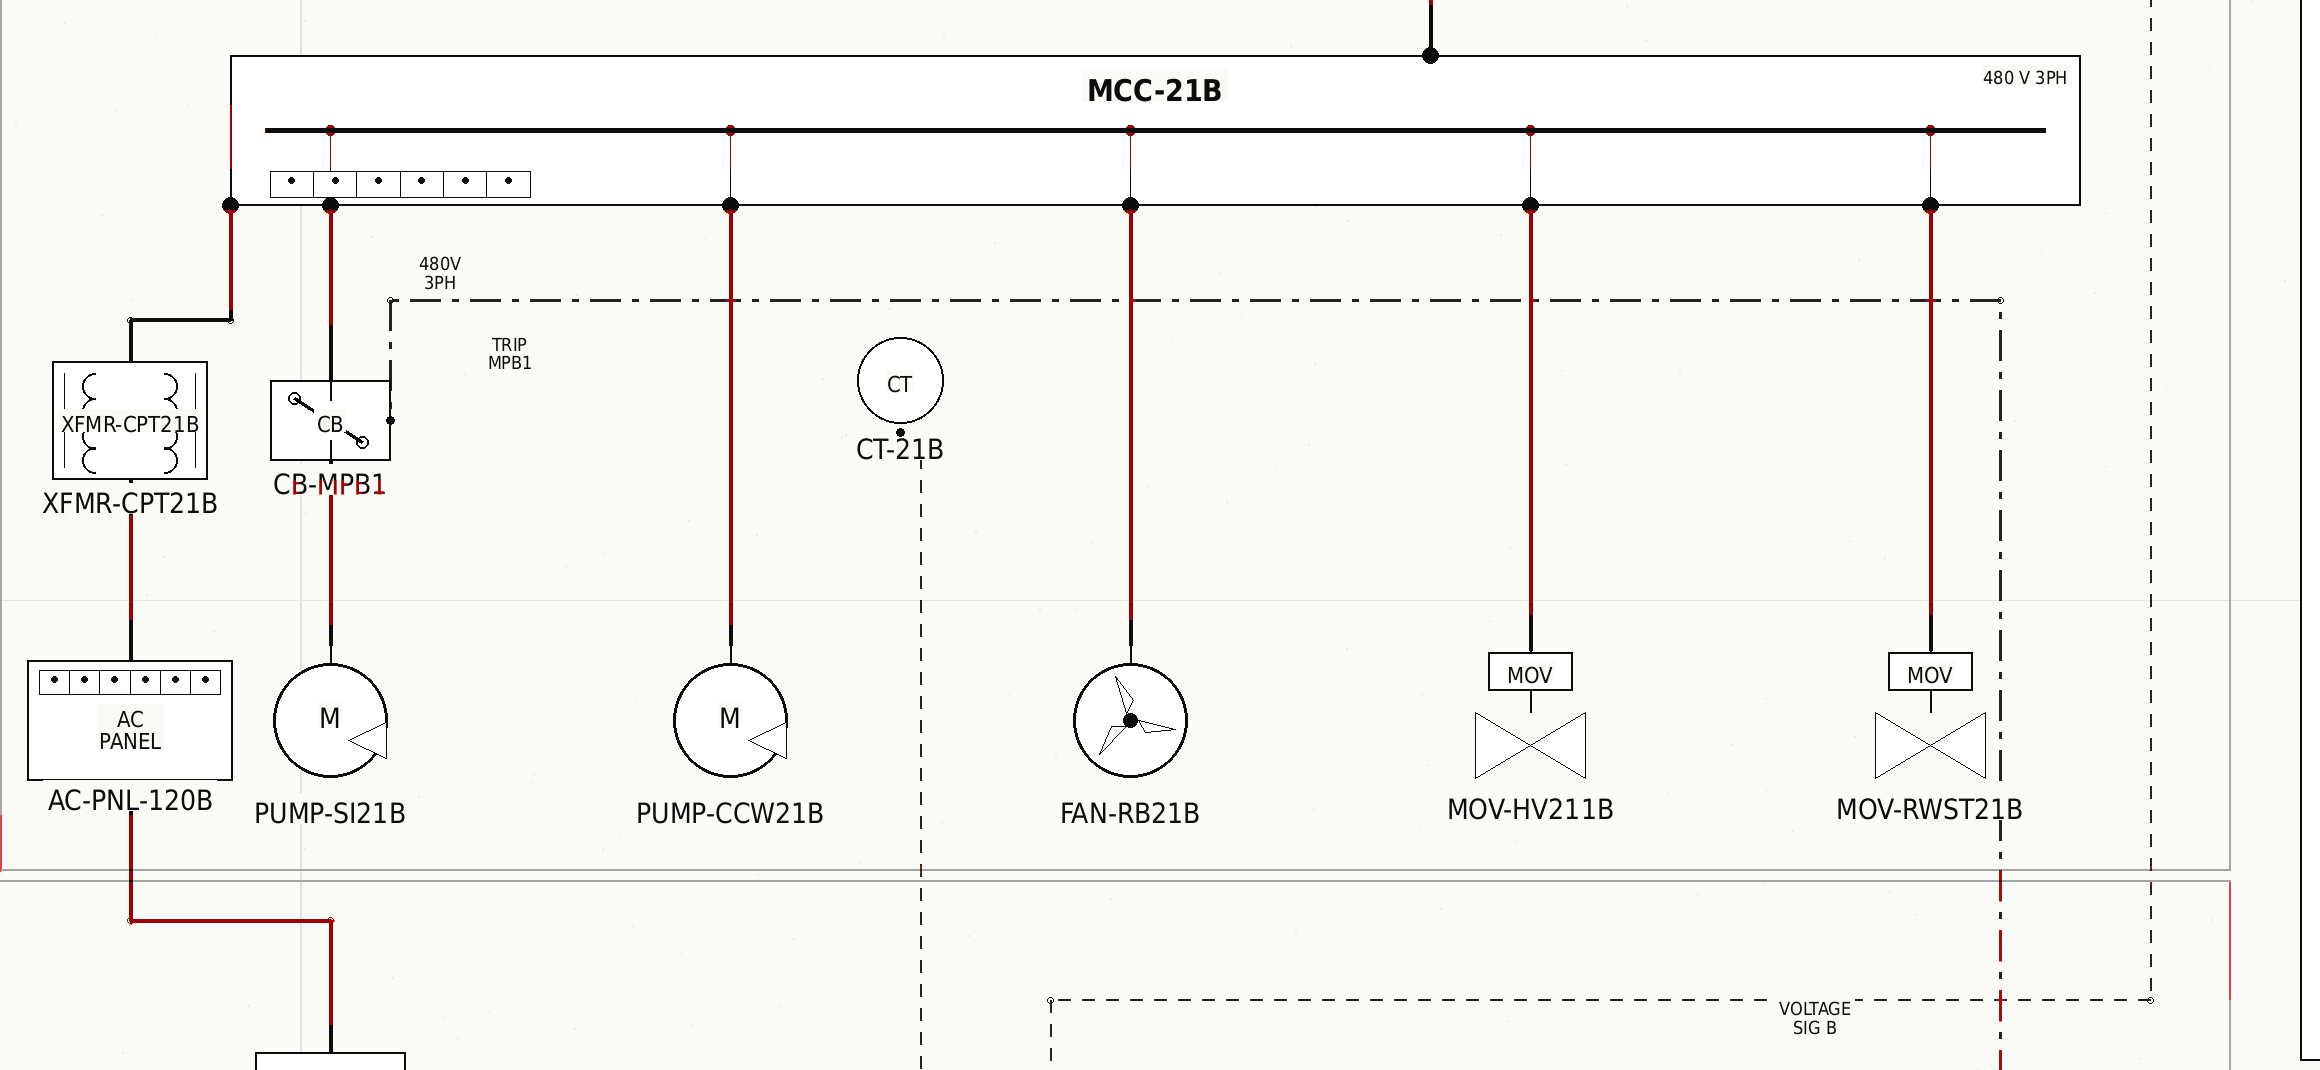 MCC-21B
480 V 3PH
480V
3PH
TRIP
MPB1
CT
CT-21B
XFMR-CPT21B
XFMR-CPT21B
CB
CB-MPB1
MOV
MOV
AC
PANEL
M
M
AC-PNL-120B
PUMP-SI21B
PUMP-CCW21B
FAN-RB21B
MOV-HV211B
MOV-RWST21B
VOLTAGE
SIG B